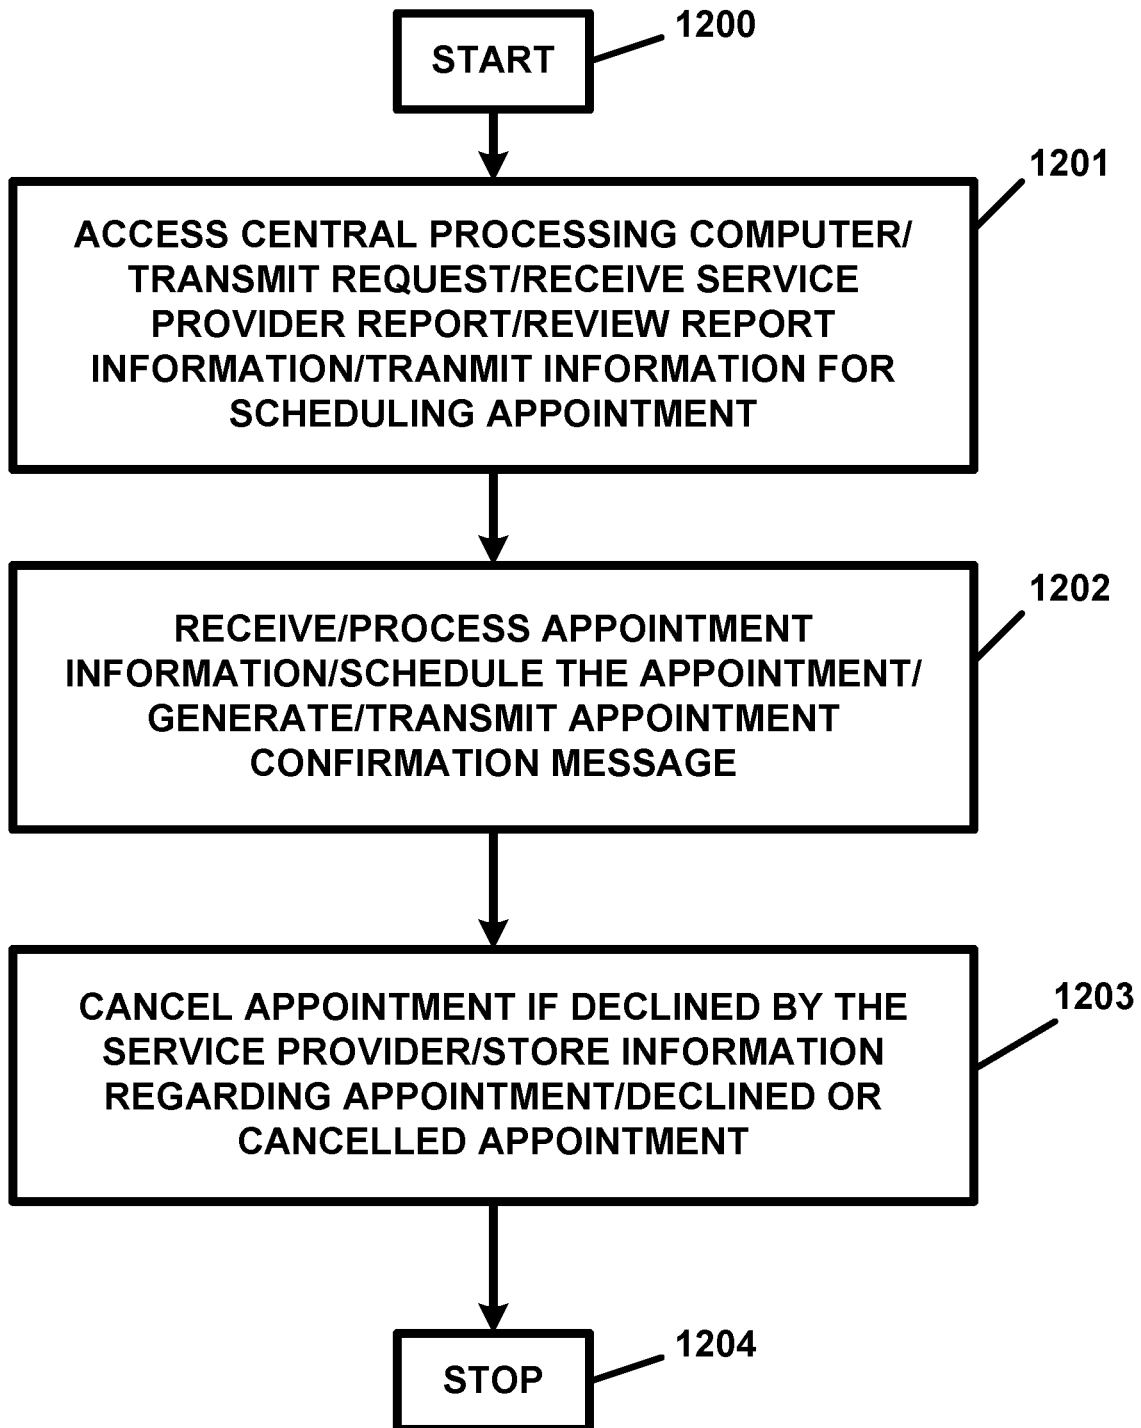 1200
START
1201
ACCESS CENTRAL PROCESSING COMPUTER/
TRANSMIT REQUEST/RECEIVE SERVICE
PROVIDER REPORT/REVIEW REPORT
INFORMATION/TRANMIT INFORMATION FOR
SCHEDULING APPOINTMENT
1202
RECEIVE/PROCESS APPOINTMENT
INFORMATION/SCHEDULE THE APPOINTMENT/
GENERATE/TRANSMIT APPOINTMENT
CONFIRMATION MESSAGE
1203
CANCEL APPOINTMENT IF DECLINED BY THE
SERVICE PROVIDER/STORE INFORMATION
REGARDING APPOINTMENT/DECLINED OR
CANCELLED APPOINTMENT
1204
STOP